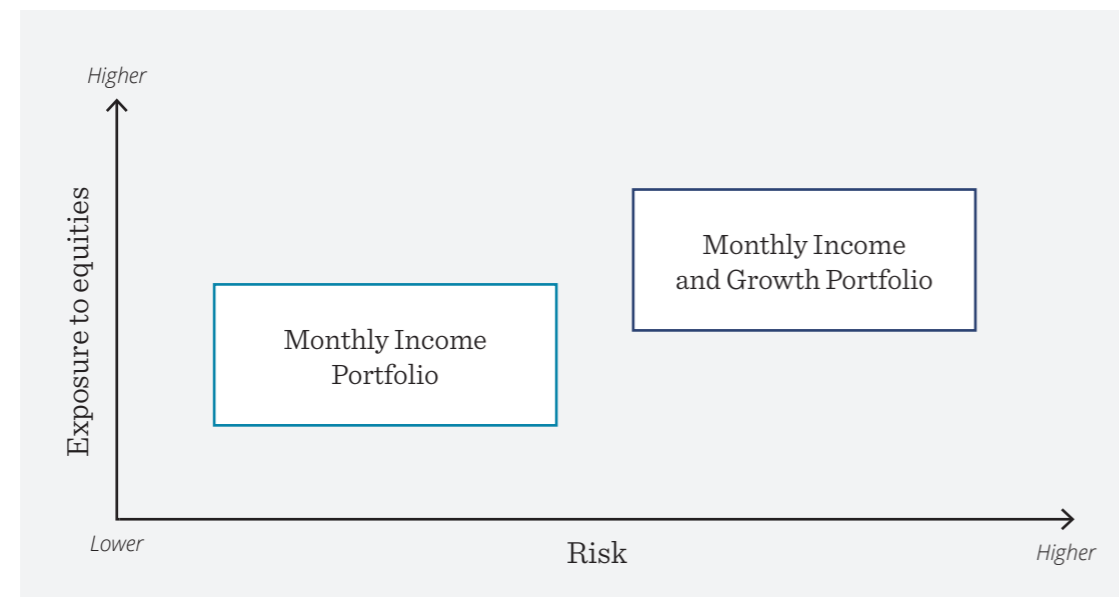 Higher
Exposure to equities
Monthly Income
and Growth Portfolio
Monthly Income
Portfolio
Lower
Risk
Higher